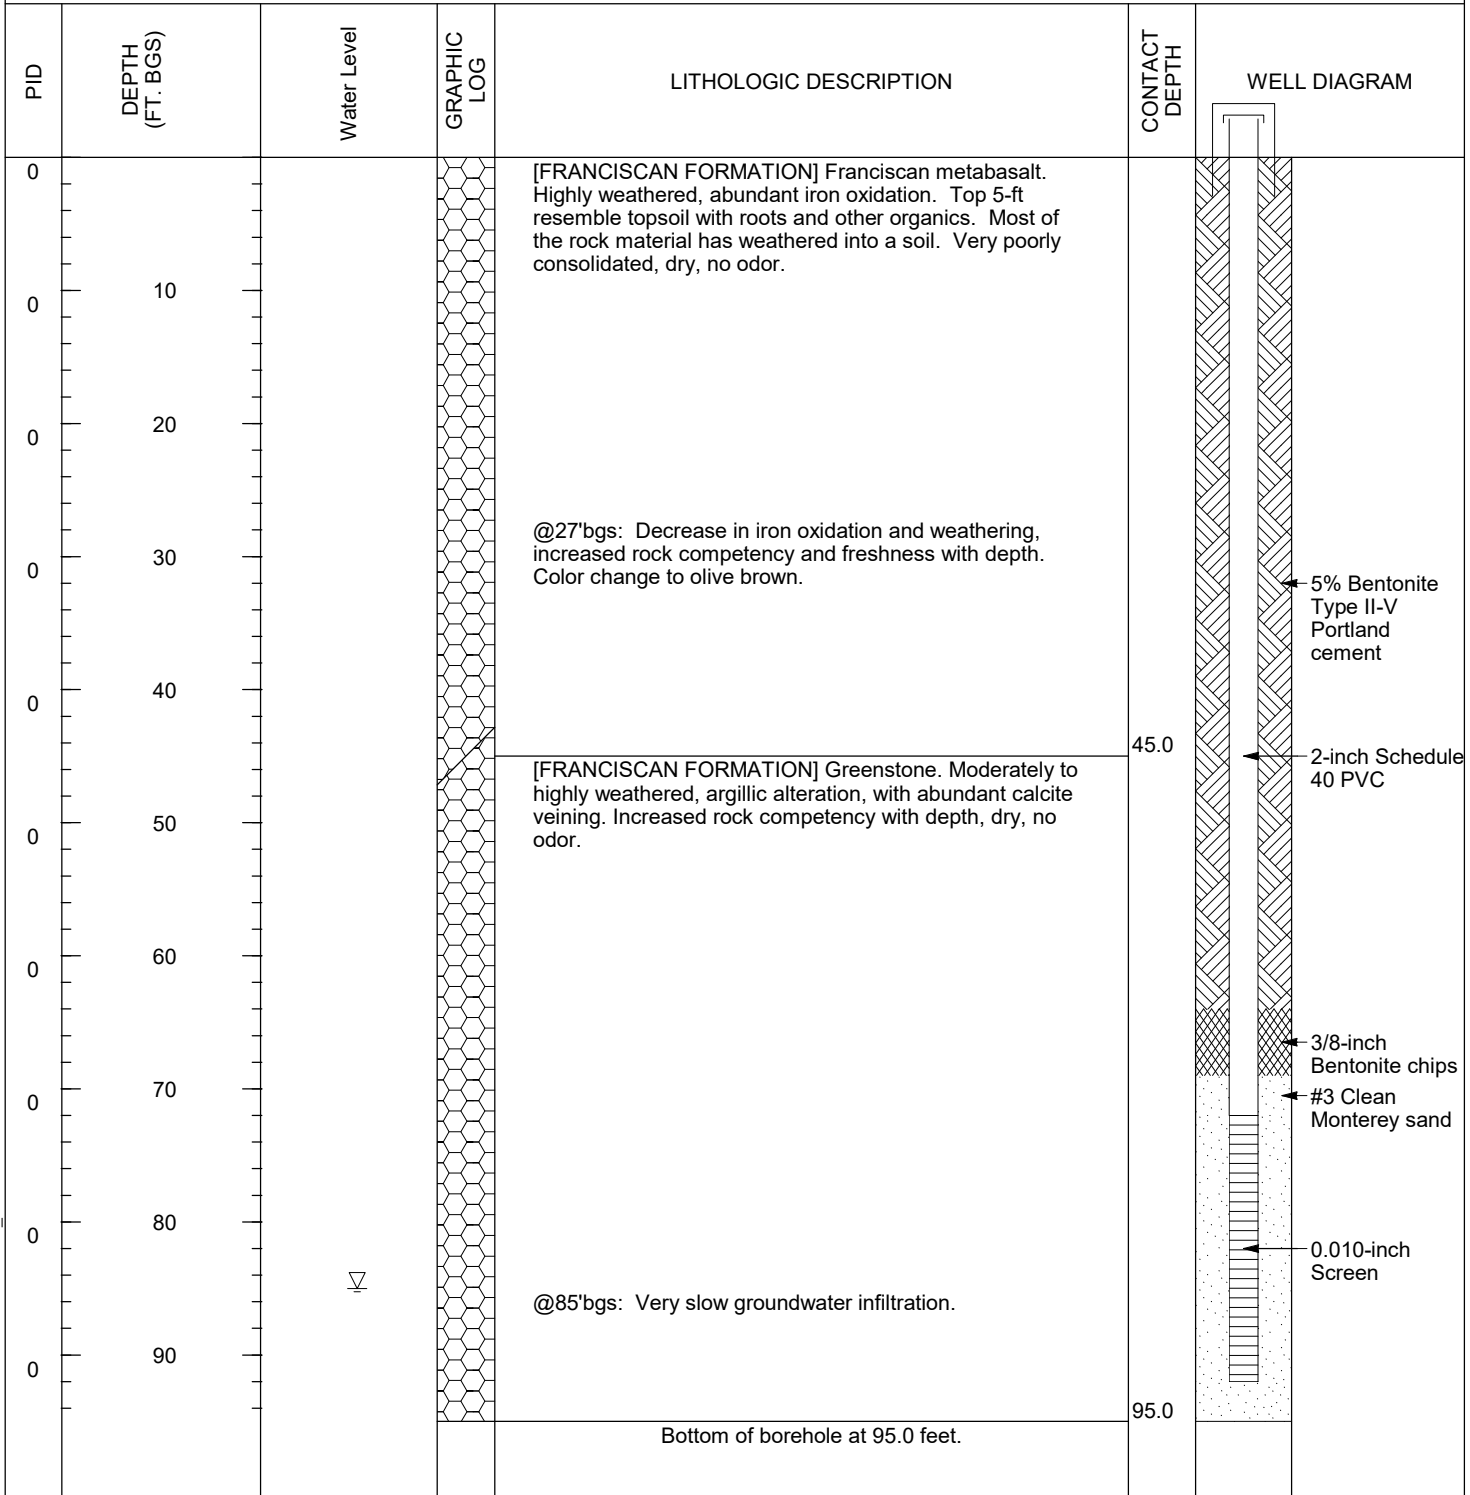 PID
DEPTH
(FT. BGS)
Water Level
GRAPHIC
LOG
LITHOLOGIC DESCRIPTION
CONTACT
DEPTH
WELL DIAGRAM
0
[FRANCISCAN FORMATION] Franciscan metabasalt.
Highly weathered, abundant iron oxidation.  Top 5-ft
resemble topsoil with roots and other organics.  Most of
the rock material has weathered into a soil.  Very poorly
consolidated, dry, no odor.
0
10
0
20
@27'bgs:  Decrease in iron oxidation and weathering,
increased rock competency and freshness with depth.
Color change to olive brown.
0
30
5% Bentonite
Type II-V
Portland
cement
0
40
45.0
2-inch Schedule
40 PVC
[FRANCISCAN FORMATION] Greenstone. Moderately to
highly weathered, argillic alteration, with abundant calcite
veining. Increased rock competency with depth, dry, no
odor.
0
50
0
60
3/8-inch
Bentonite chips
0
70
#3 Clean
Monterey sand
0
80
0.010-inch
Screen
@85'bgs:  Very slow groundwater infiltration.
0
90
95.0
Bottom of borehole at 95.0 feet.